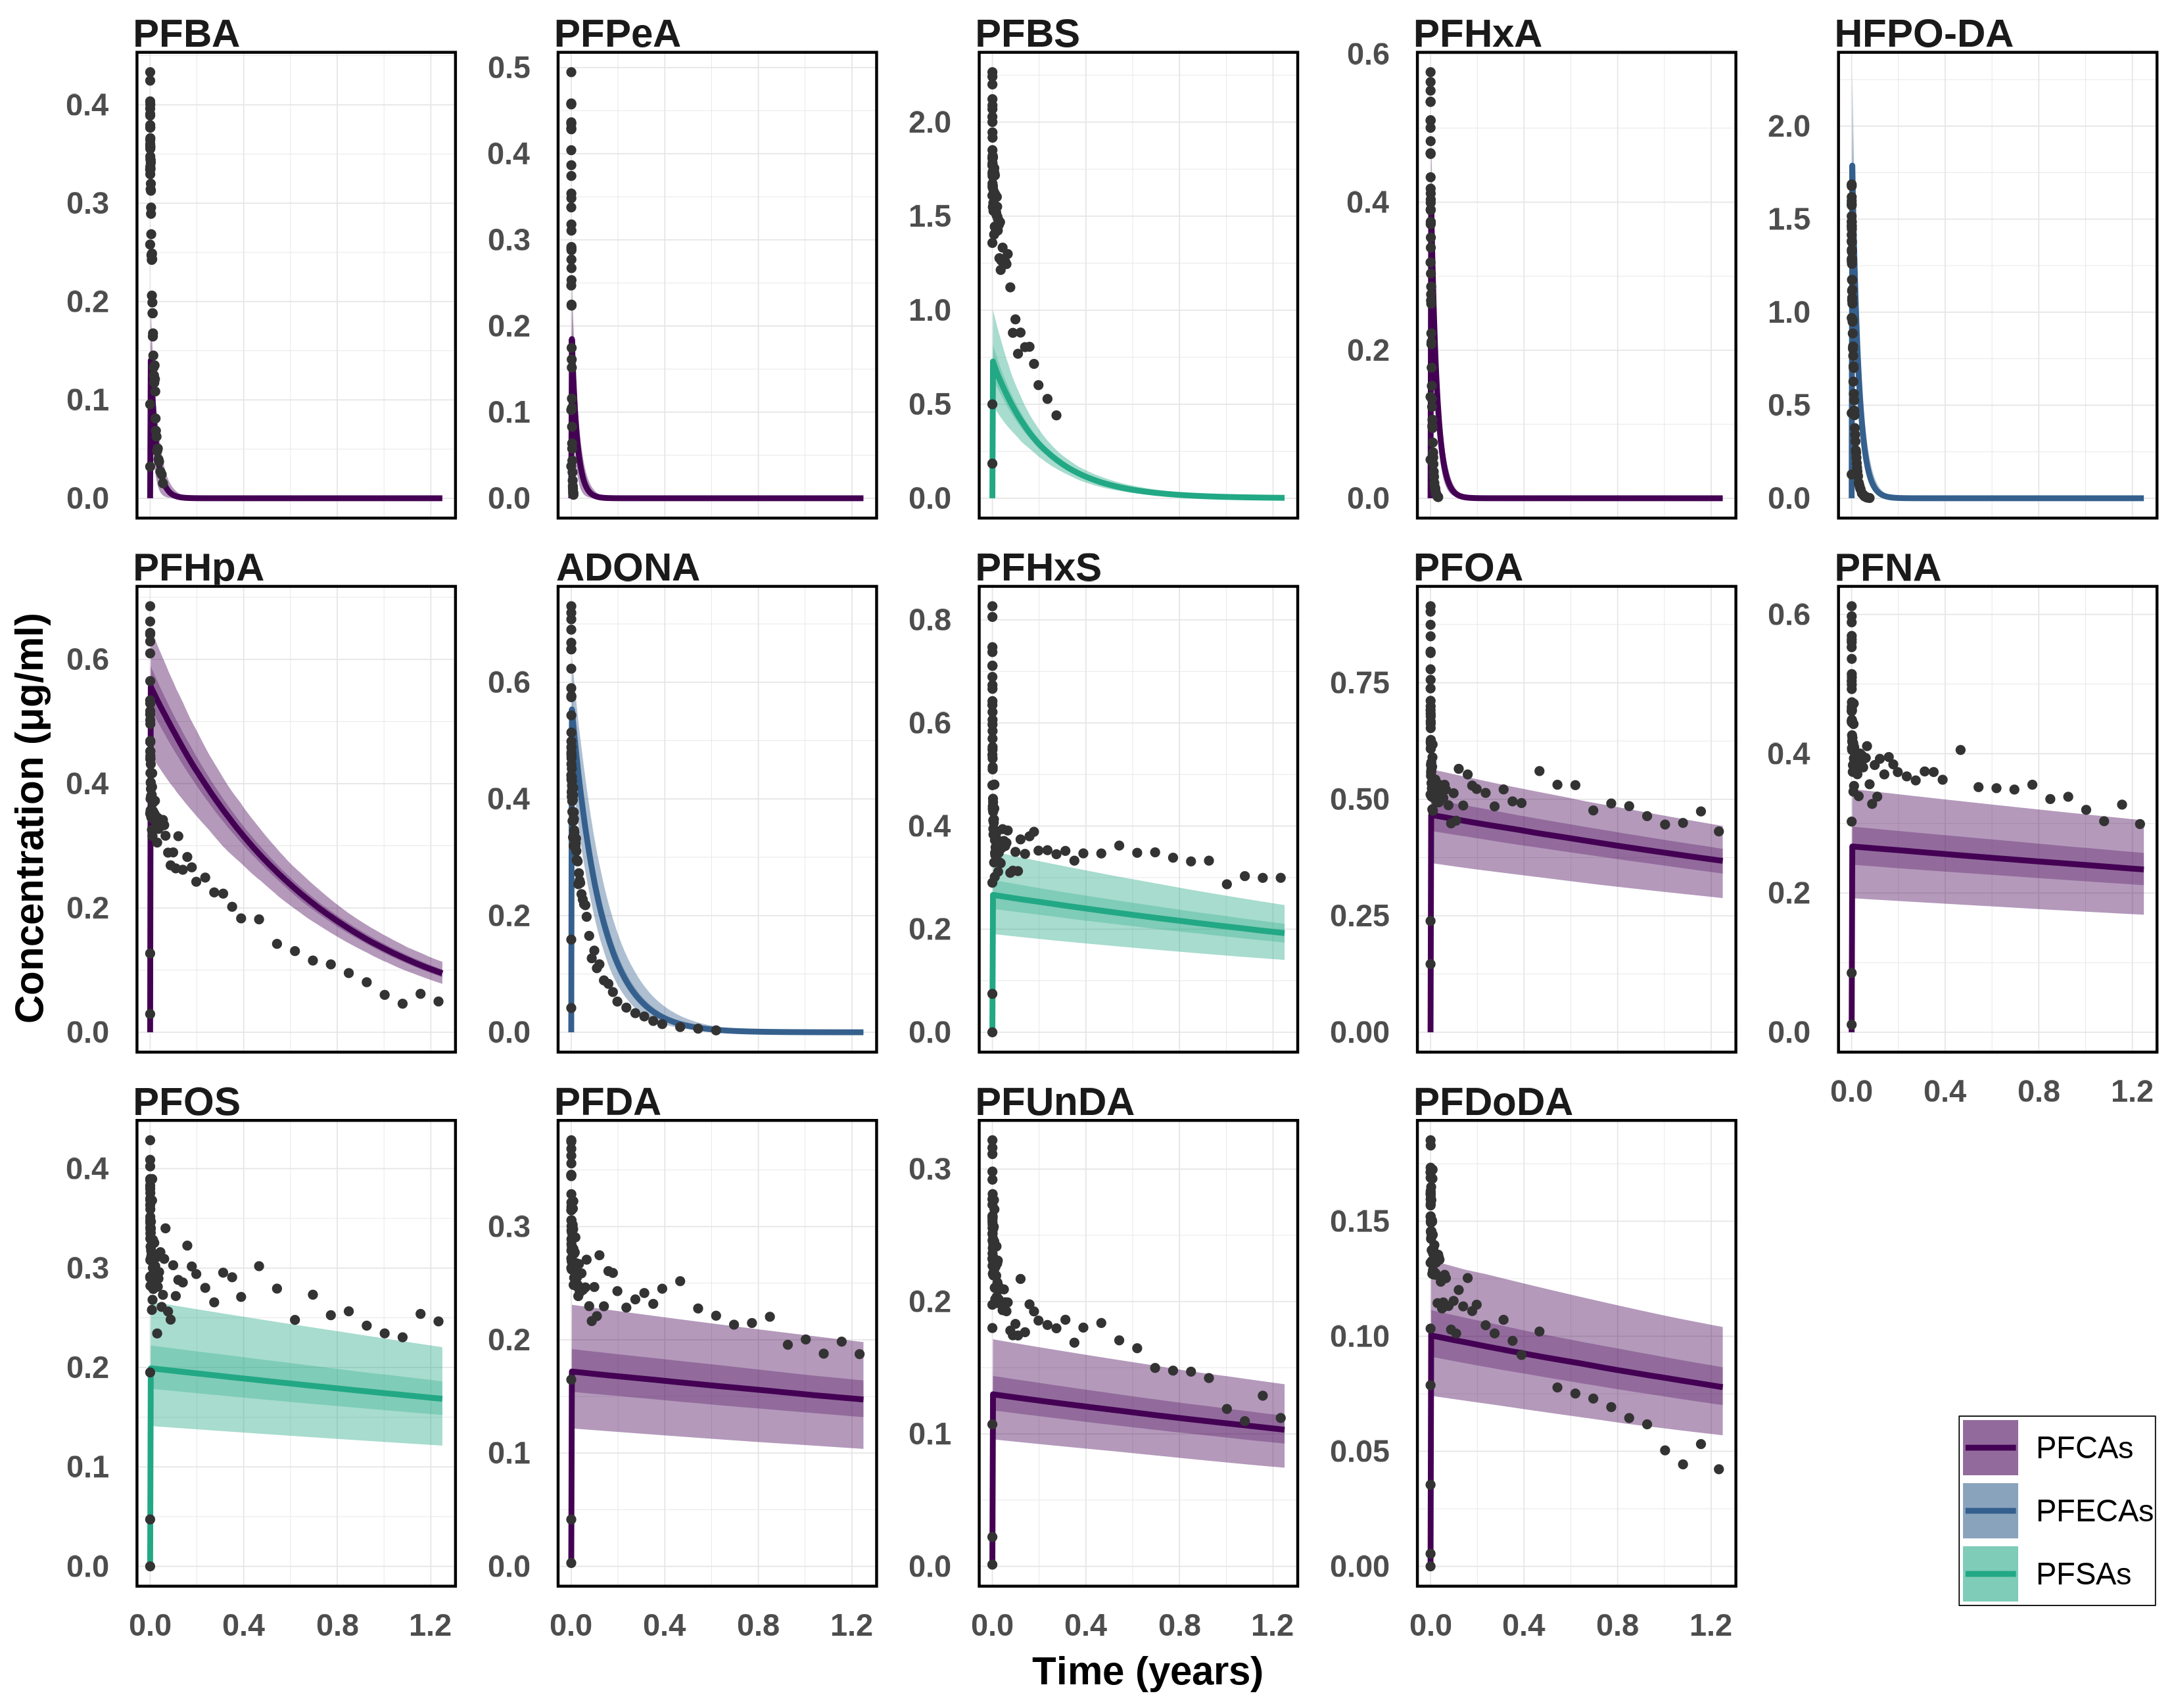 PFBA PFPeA PFBS PFHxA HFPO-DA
0.4 0.3 0.2 0.1 0.0
0.5 0.4 0.3 0.2 0.1 0.0
2.0 1.5 1.0 0.5 0.0
0.6 0.4 0.2 0.0
2.0 1.5 1.0 0.5 0.0
PFHpA ADONA PFHxS PFOA PFNA
0.6 0.4 0.2 0.0
0.6 0.4 0.2 0.0
0.8 0.6 0.4 0.2 0.0
0.75 0.50 0.25 0.00
0.6 0.4 0.2 0.0
0.0 0.4 0.8 1.2
Concentration (µg/ml)
PFOS PFDA PFUnDA PFDoDA
0.4 0.3 0.2 0.1 0.0
0.3 0.2 0.1 0.0
0.3 0.2 0.1 0.0
0.15 0.10 0.05 0.00
0.0 0.4 0.8 1.2 0.0 0.4 0.8 1.2 0.0 0.4 0.8 1.2 0.0 0.4 0.8 1.2
Time (years)
PFCAs
PFECAs
PFSAs